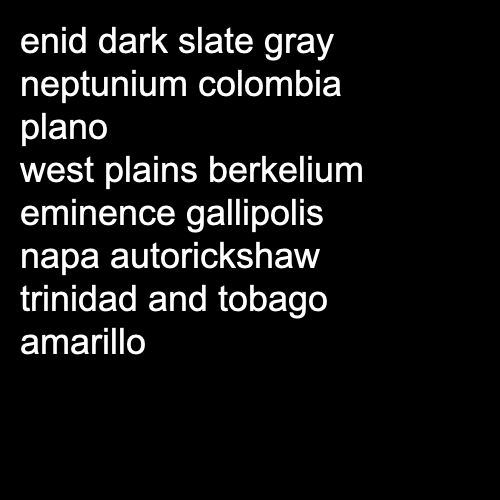 enid dark slate gray
neptunium colombia
plano
west plains berkelium
eminence gallipolis
napa autorickshaw
trinidad and tobago
amarillo